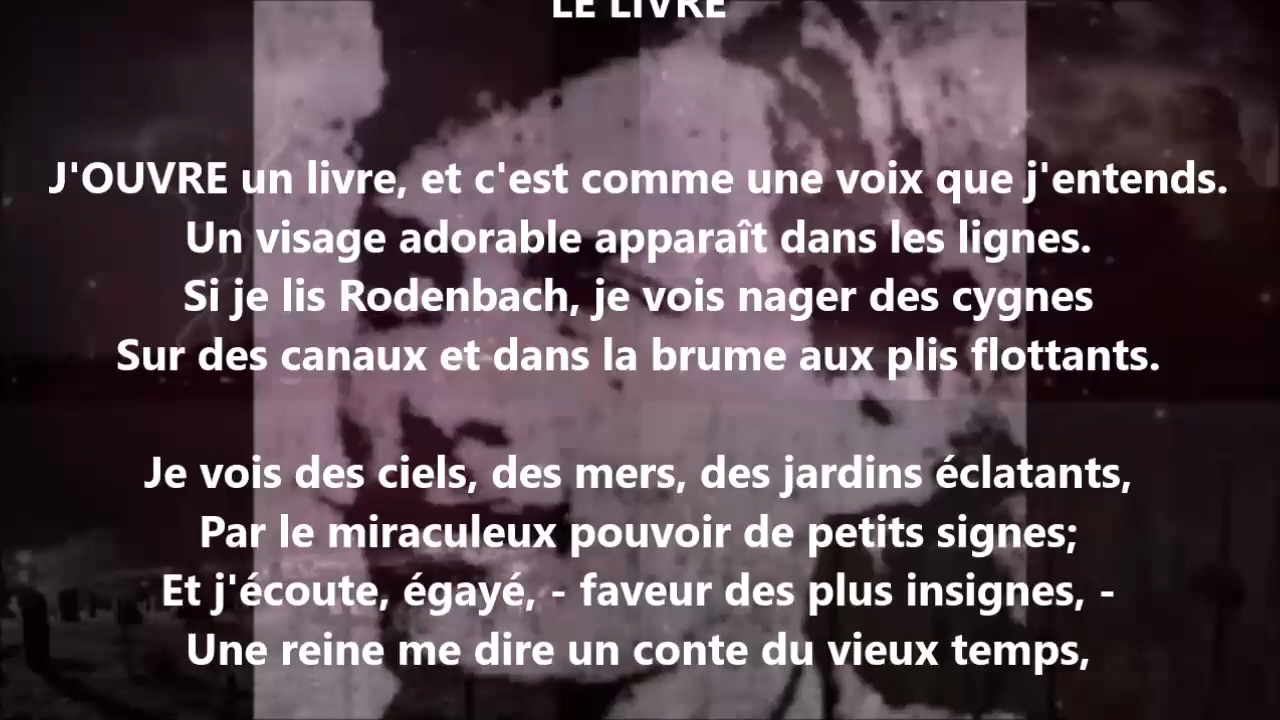 LE LIVRE
J'OUVRE un livre, et c'est comme une voix que j'entends.
Un visage adorable apparaît dans les lignes.
Si je lis Rodenbach, je vois nager des cygnes
Sur des canaux et dans la brume aux plis flottants.
Je vois des ciels, des mers, des jardins éclatants,
Par le miraculeux pouvoir de petits signes;
Et j'écoute, égayé, - faveur des plus insignes, -
Une reine me dire un conte du vieux temps,